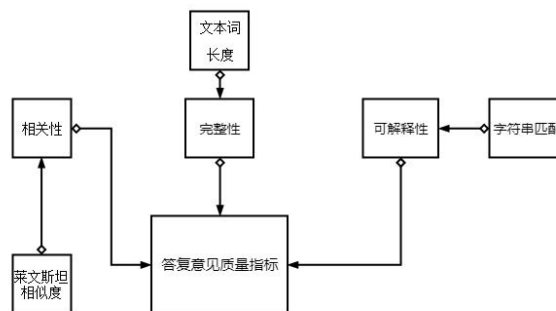 文本词
长度
相关性
完整性
可解释性
字符串匹配
答复意见质量指标
莱文斯坦
相似度